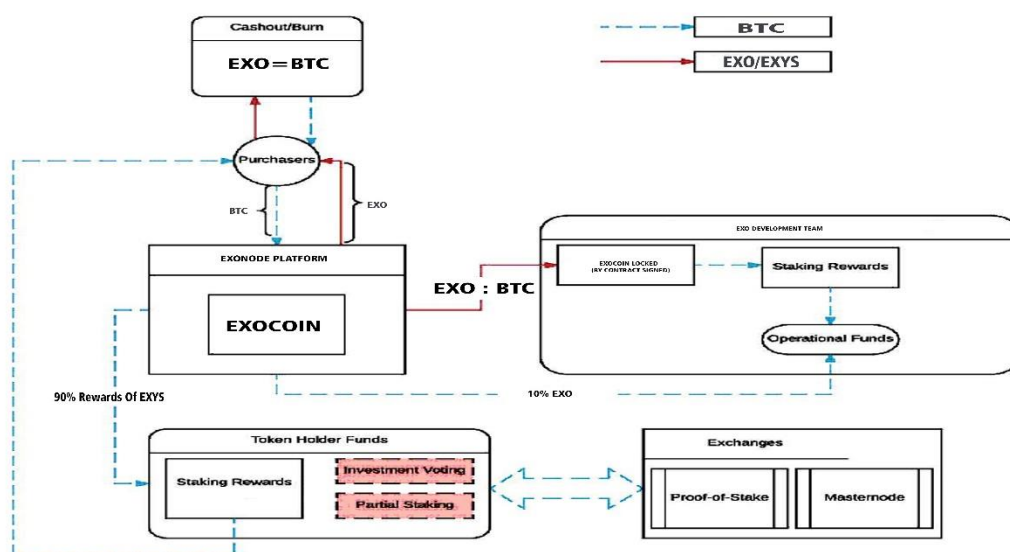 Cashout/Burn
EXO=BTC
BTC
EXO/EXYS
Purchasers
BTC
EXO
EXONODE PLATFORM
EXOCOIN
EXO : BTC
EXO DEVELOPMENT TEAM
EXOCOIN LOCKED
(BY CONTRACT SIGNED)
Staking Rewards
Operational Funds
90% Rewards Of EXYS
10% EXO
Token Holder Funds
Staking Rewards
Investment Voting
Partial Staking
Exchanges
Proof-of-Stake
Masternode